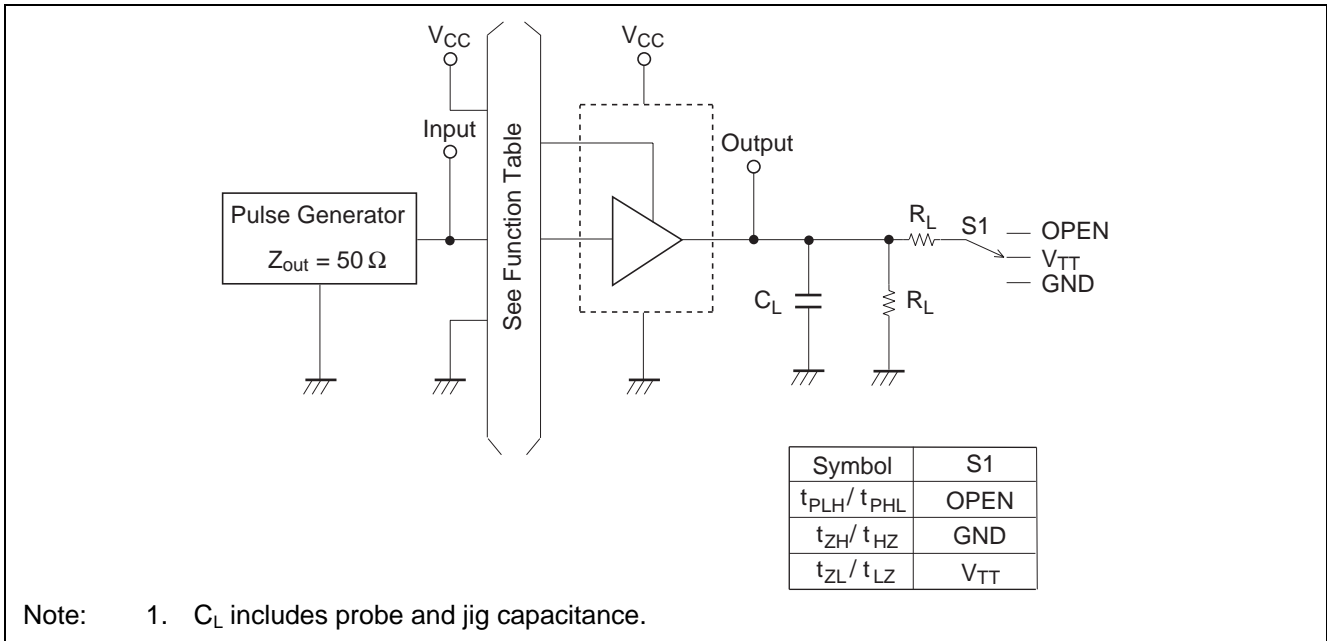 VCC
VCC
Input
See Function Table
Output
Pulse Generator
Zout = 50 Ω
RL
S1
OPEN
VTT
GND
CL
RL
Symbol S1
tPLH/ tPHL OPEN
tZH/ tHZ GND
tZL/ tLZ VTT
Note: 1. CL includes probe and jig capacitance.